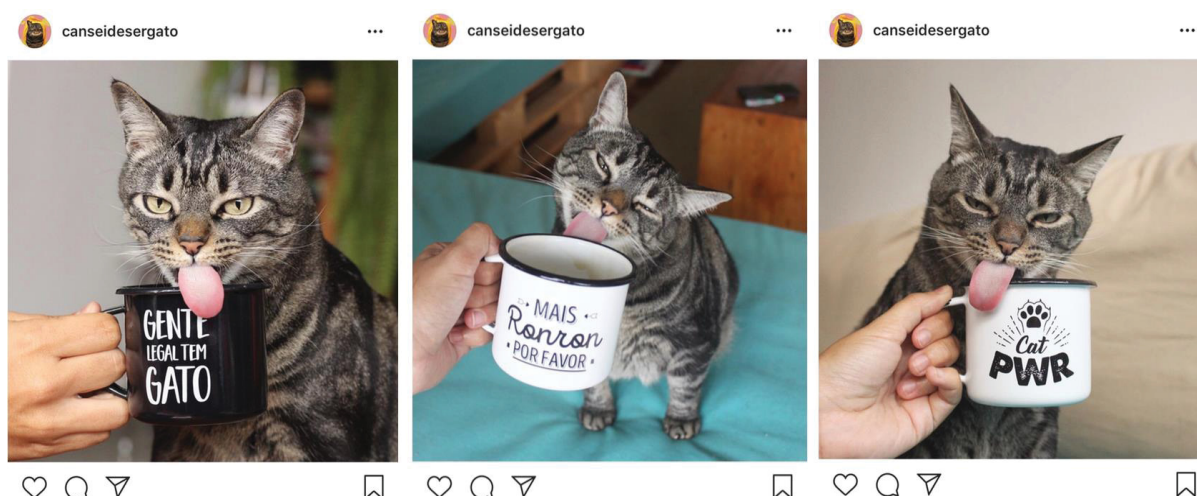 canseidesergato
GENTE
LEGAL TEM
GATO
canseidesergato
MAIS
Ronron
POR FAVOR
canseidesergato
Cat
PWR